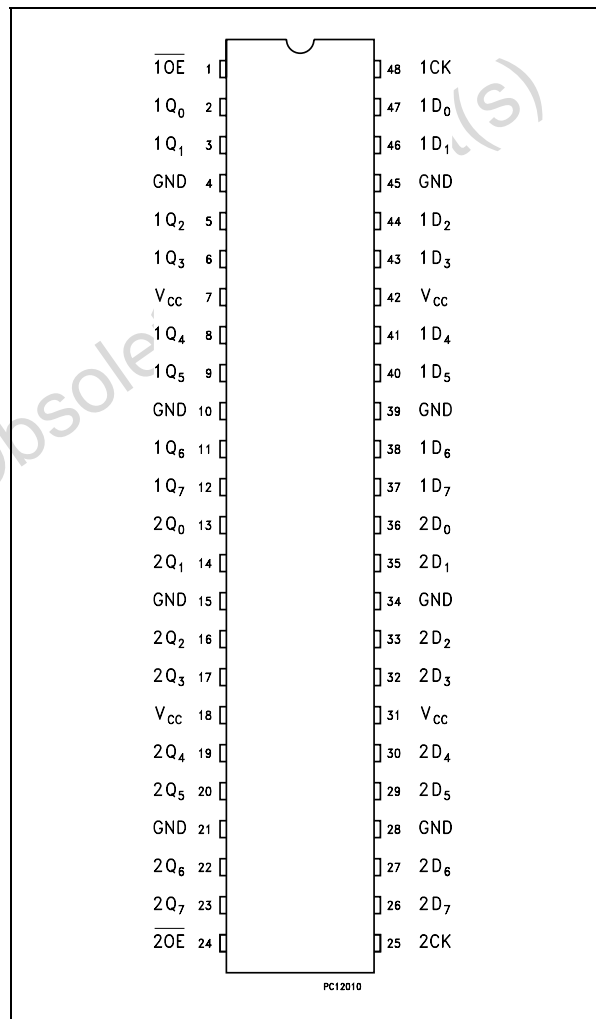 1OE 1 48 1CK
1Q0 2 47 1D0
1Q1 3 46 1D1
GND 4 45 GND
1Q2 5 44 1D2
1Q3 6 43 1D3
VCC 7 42 VCC
1Q4 8 41 1D4
1Q5 9 40 1D5
GND 10 39 GND
1Q6 11 38 1D6
1Q7 12 37 1D7
2Q0 13 36 2D0
2Q1 14 35 2D1
GND 15 34 GND
2Q2 16 33 2D2
2Q3 17 32 2D3
VCC 18 31 VCC
2Q4 19 30 2D4
2Q5 20 29 2D5
GND 21 28 GND
2Q6 22 27 2D6
2Q7 23 26 2D7
2OE 24 25 2CK
PC12010